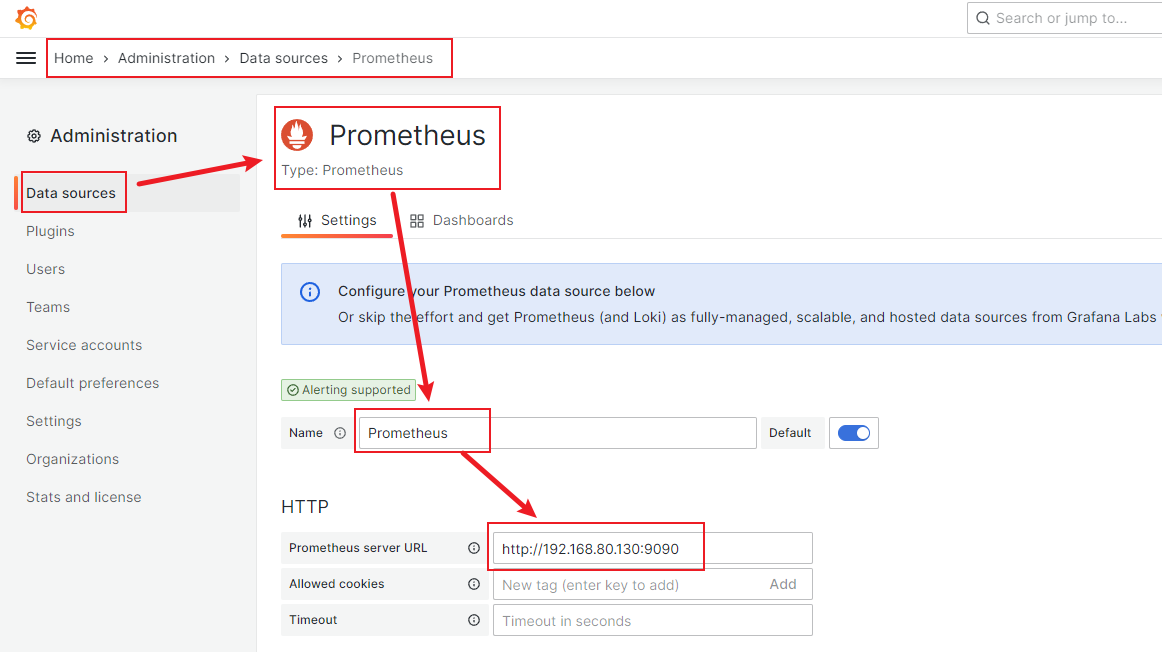 Search or jump to...
Home › Administration › Data sources › Prometheus
Administration
Data sources
Plugins
Users
Teams
Service accounts
Default preferences
Settings
Organizations
Stats and license
Prometheus
Type: Prometheus
Settings
Dashboards
Configure your Prometheus data source below
Or skip the effort and get Prometheus (and Loki) as fully-managed, scalable, and hosted data sources from Grafana Labs
Alerting supported
Name Prometheus Default
HTTP
Prometheus server URL http://192.168.80.130:9090
Allowed cookies New tag (enter key to add) Add
Timeout Timeout in seconds